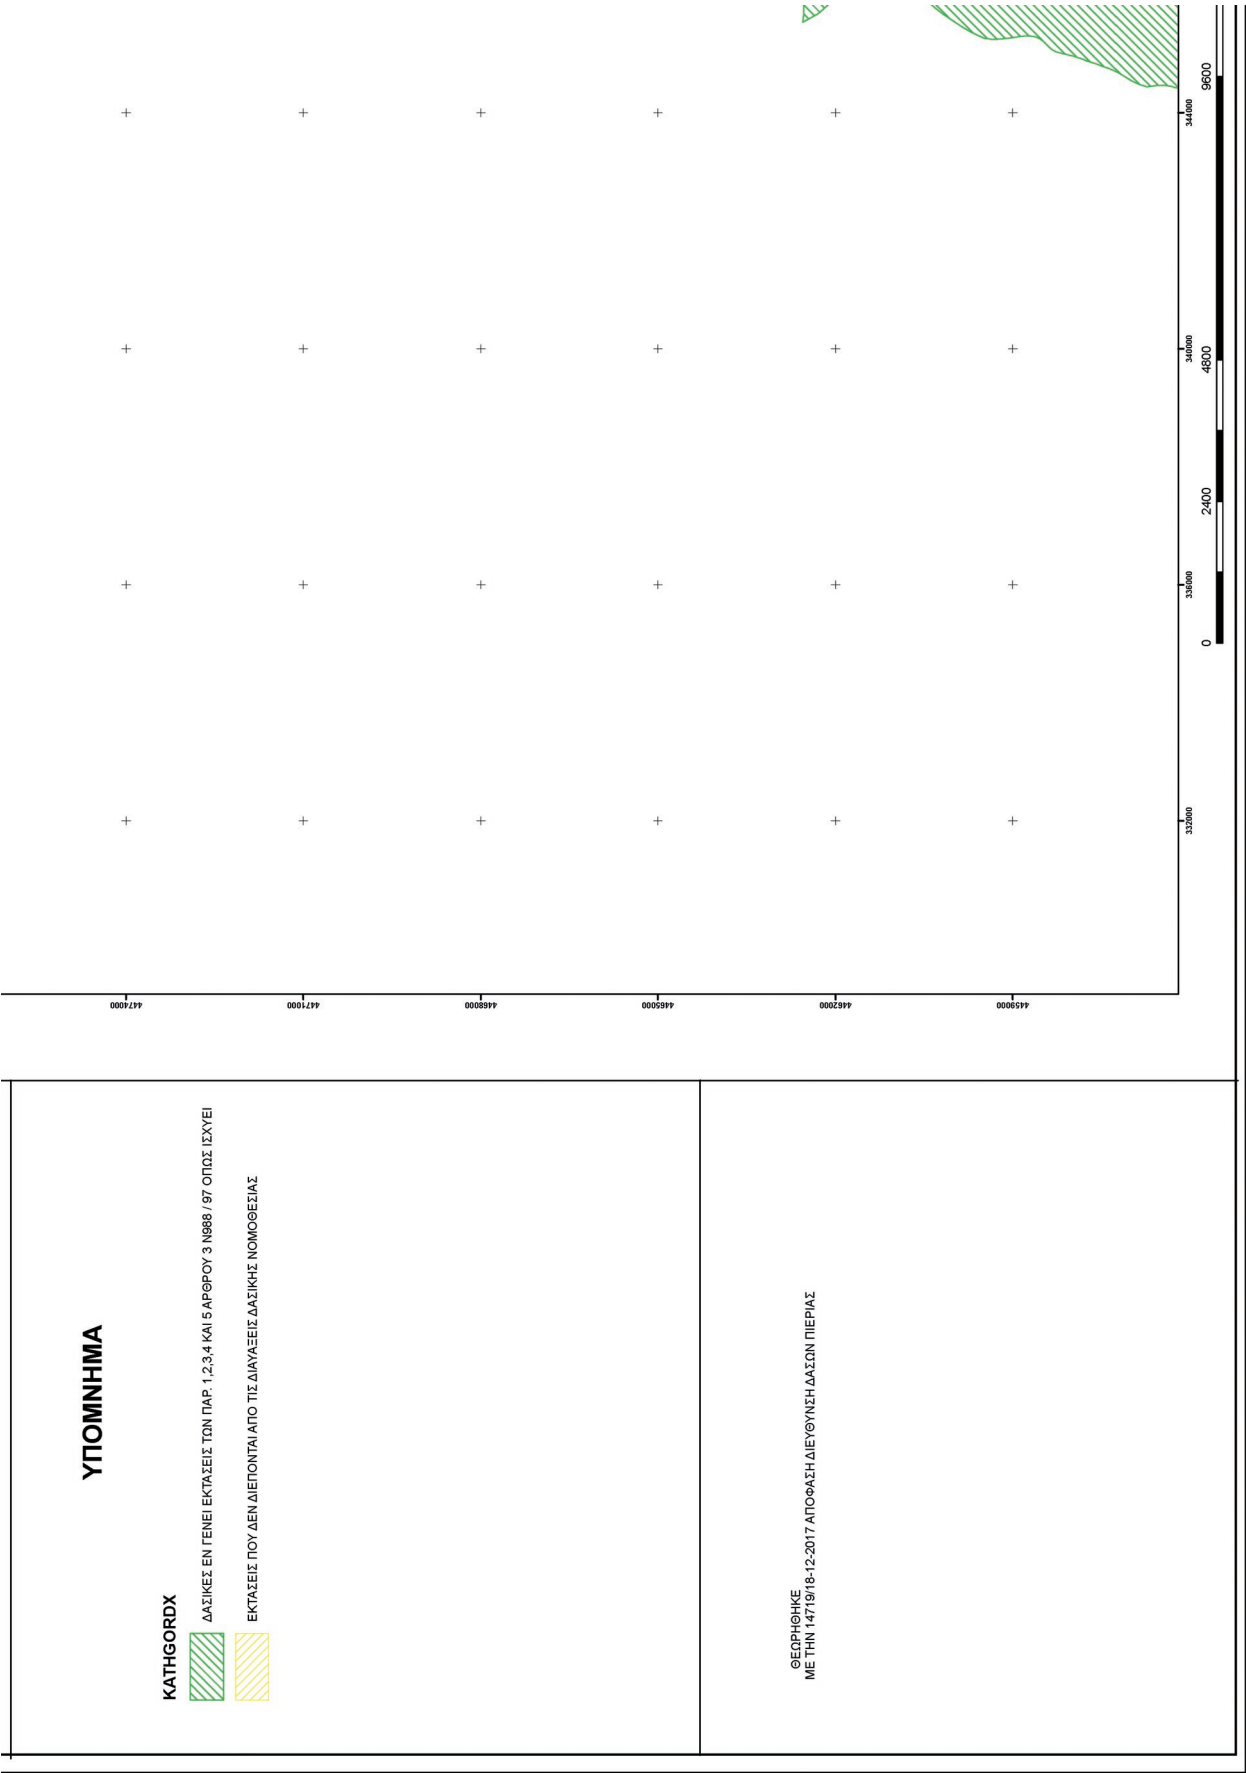 4474000
4471000
4468000
4465000
4462000
4459000
332000
336000
340000
344000
0
2400
4800
9600
ΥΠΟΜΝΗΜΑ
KATHGORDX
ΔΑΣΙΚΕΣ ΕΝ ΓΕΝΕΙ ΕΚΤΑΣΕΙΣ ΤΩΝ ΠΑΡ. 1,2,3,4 ΚΑΙ 5 ΑΡΘΡΟΥ 3 Ν988 / 97 ΟΠΩΣ ΙΣΧΥΕΙ
ΕΚΤΑΣΕΙΣ ΠΟΥ ΔΕΝ ΔΙΕΠΟΝΤΑΙ ΑΠΟ ΤΙΣ ΔΙΑΥΑΞΕΙΣ ΔΑΣΙΚΗΣ ΝΟΜΟΘΕΣΙΑΣ
ΘΕΩΡΗΘΗΚΕ
ΜΕ ΤΗΝ 14719/18-12-2017 ΑΠΟΦΑΣΗ ΔΙΕΥΘΥΝΣΗ ΔΑΣΩΝ ΠΙΕΡΙΑΣ